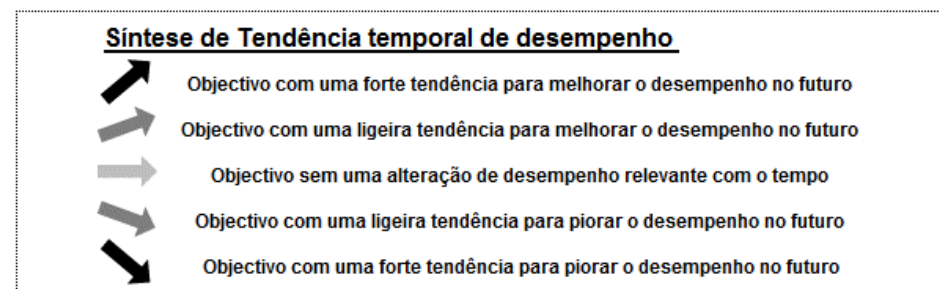 Síntese de Tendência temporal de desempenho
Objectivo com uma forte tendência para melhorar o desempenho no futuro
Objectivo com uma ligeira tendência para melhorar o desempenho no futuro
Objectivo sem uma alteração de desempenho relevante com o tempo
Objectivo com uma ligeira tendência para piorar o desempenho no futuro
Objectivo com uma forte tendência para piorar o desempenho no futuro